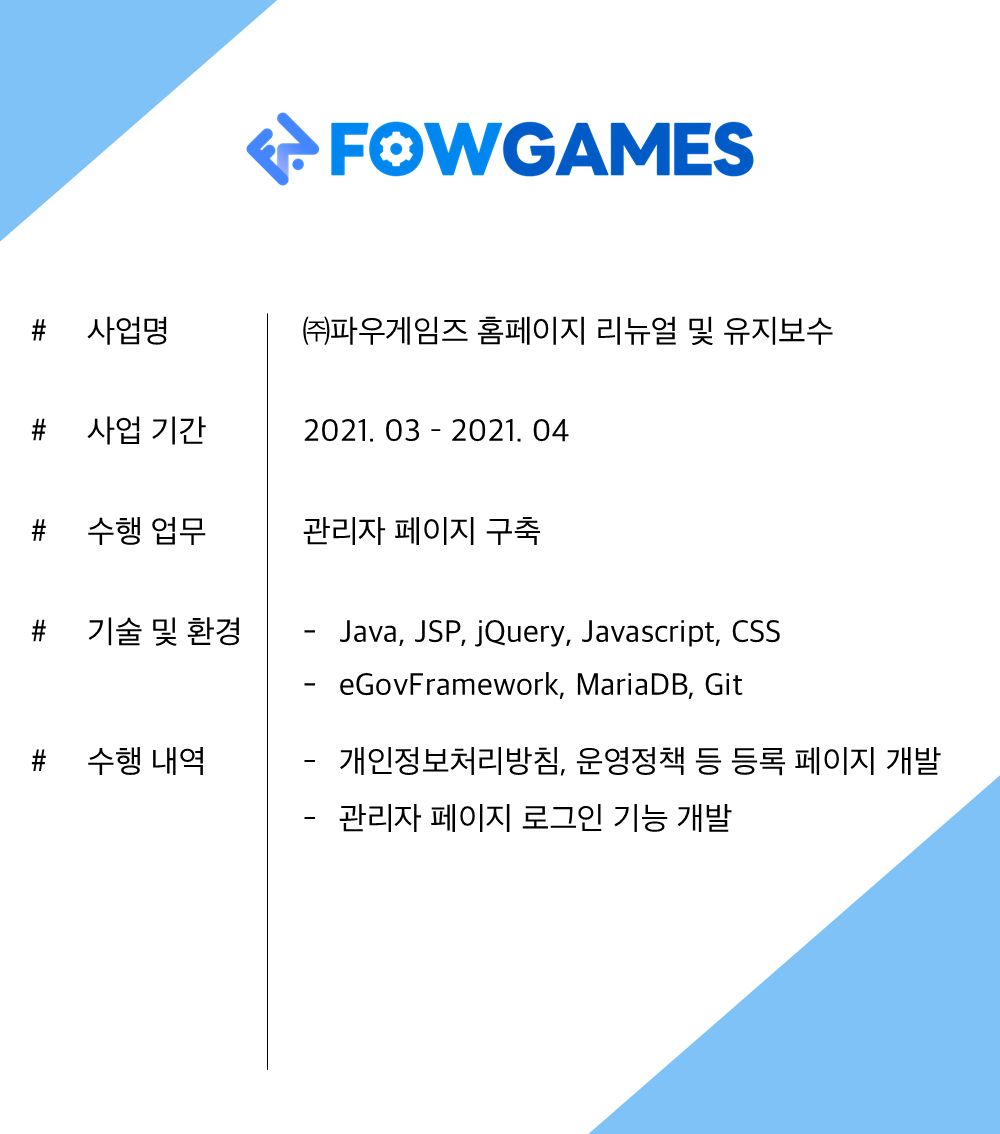 FOWGAMES
# 사업명 ㈜파우게임즈 홈페이지 리뉴얼 및 유지보수
# 사업 기간 2021. 03 - 2021. 04
# 수행 업무 관리자 페이지 구축
# 기술 및 환경 - Java, JSP, jQuery, Javascript, CSS
- eGovFramework, MariaDB, Git
# 수행 내역 - 개인정보처리방침, 운영정책 등 등록 페이지 개발
- 관리자 페이지 로그인 기능 개발